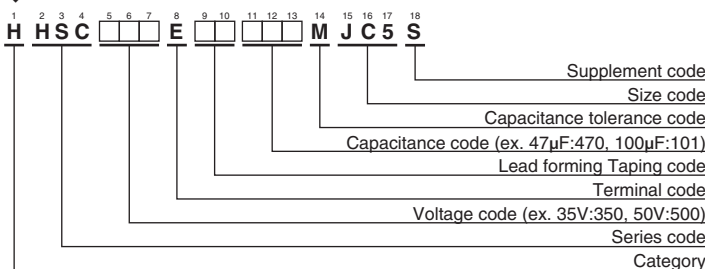 1 2 3 4 5 6 7 8 9 10 11 12 13 14 15 16 17 18
H HSC □□□ E □□ □□□ M JC5 S
Supplement code
Size code
Capacitance tolerance code
Capacitance code (ex. 47µF:470, 100µF:101)
Lead forming Taping code
Terminal code
Voltage code (ex. 35V:350, 50V:500)
Series code
Category